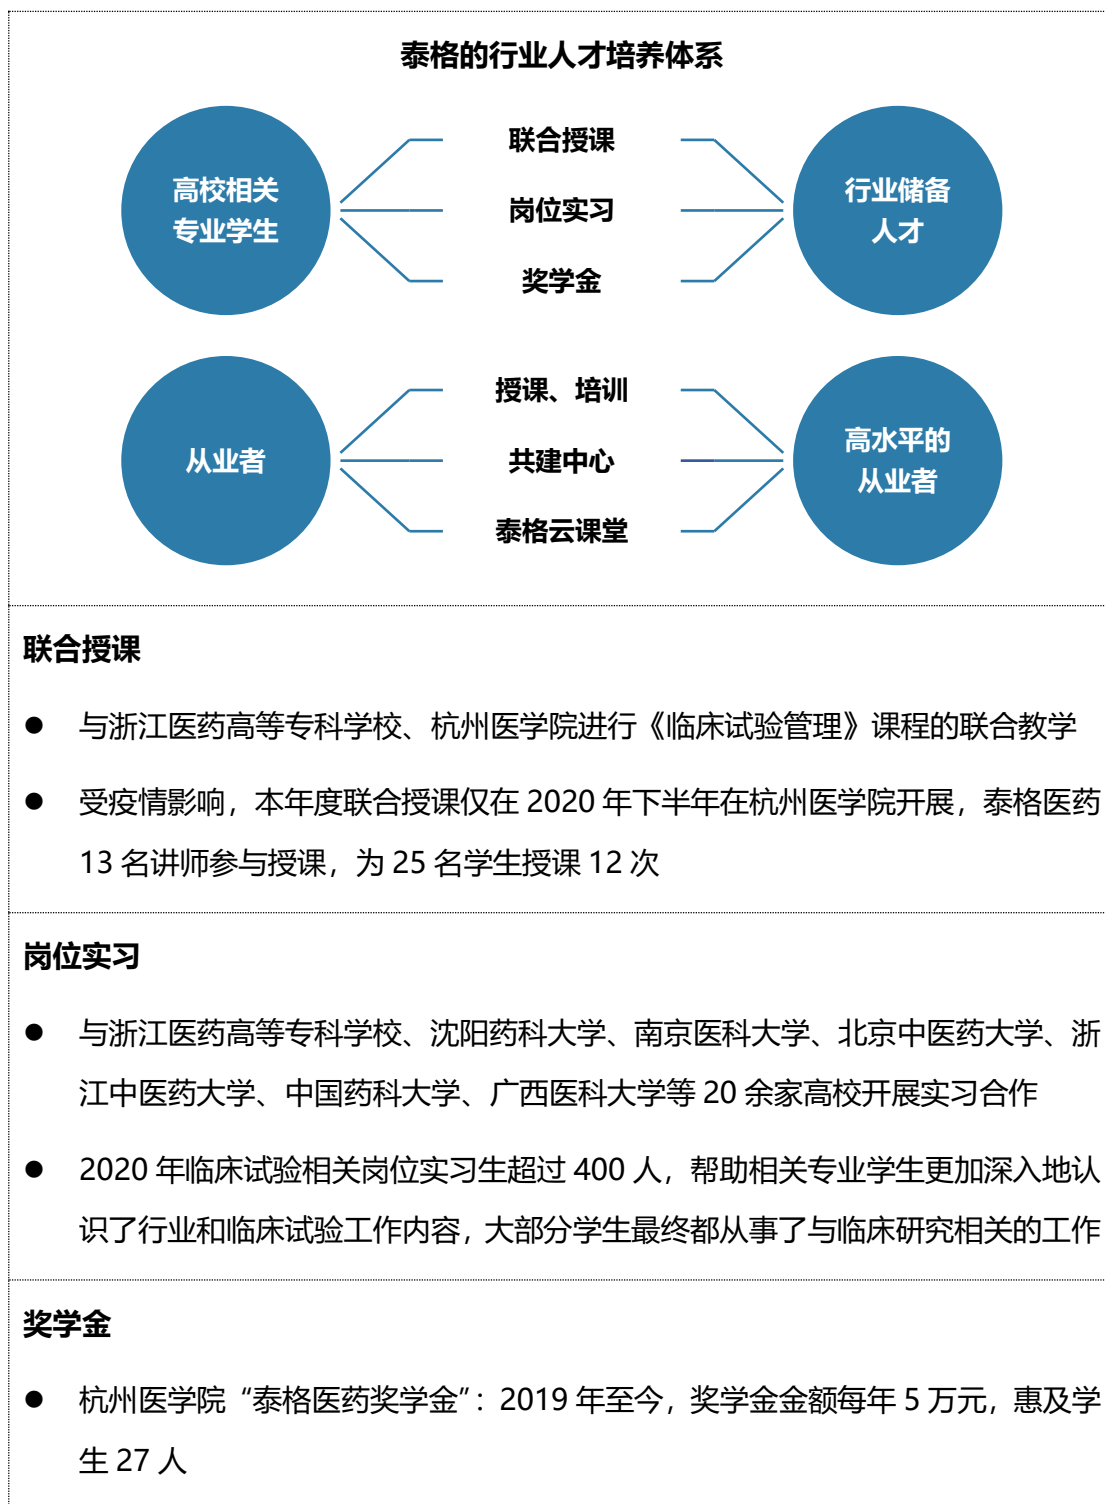 泰格的行业人才培养体系
高校相关
专业学生
联合授课
岗位实习
奖学金
行业储备
人才
从业者
授课、培训
共建中心
泰格云课堂
高水平的
从业者
联合授课
● 与浙江医药高等专科学校、杭州医学院进行《临床试验管理》课程的联合教学
● 受疫情影响，本年度联合授课仅在 2020 年下半年在杭州医学院开展，泰格医药
13 名讲师参与授课，为 25 名学生授课 12 次
岗位实习
● 与浙江医药高等专科学校、沈阳药科大学、南京医科大学、北京中医药大学、浙
江中医药大学、中国药科大学、广西医科大学等 20 余家高校开展实习合作
● 2020 年临床试验相关岗位实习生超过 400 人，帮助相关专业学生更加深入地认
识了行业和临床试验工作内容，大部分学生最终都从事了与临床研究相关的工作
奖学金
● 杭州医学院“泰格医药奖学金”：2019 年至今，奖学金金额每年 5 万元，惠及学
生 27 人